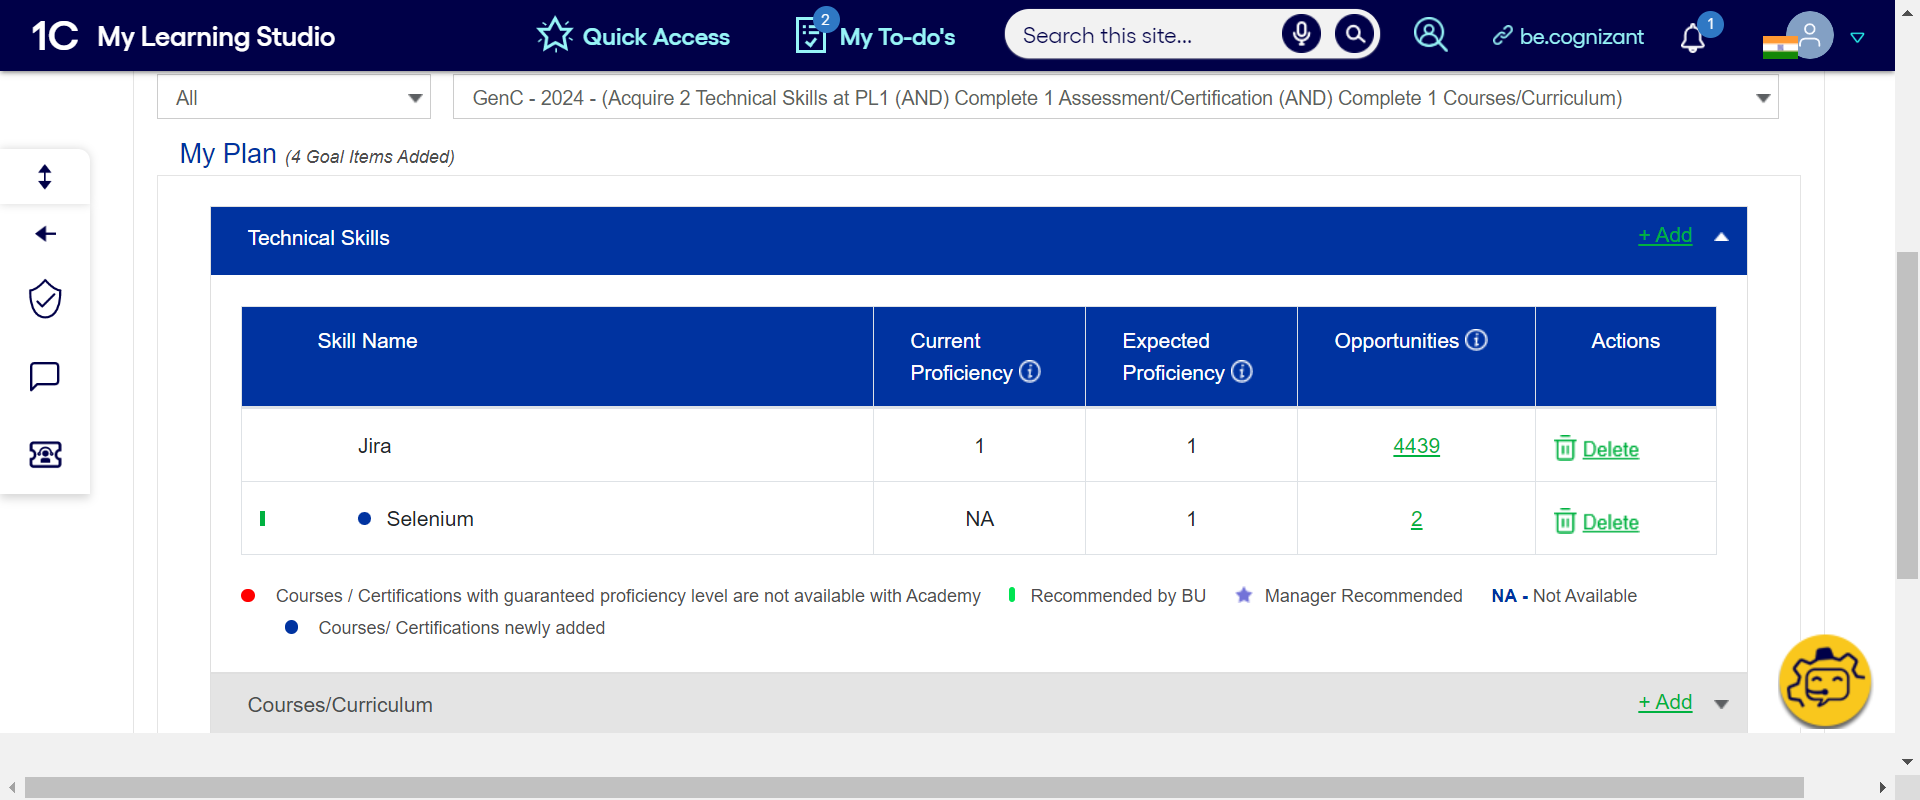 1C My Learning Studio Quick Access 2 My To-do's Search this site... be.cognizant 1
All GenC - 2024 - (Acquire 2 Technical Skills at PL1 (AND) Complete 1 Assessment/Certification (AND) Complete 1 Courses/Curriculum)
My Plan (4 Goal Items Added)
Technical Skills + Add
Skill Name Current Proficiency Expected Proficiency Opportunities Actions
Jira 1 1 4439 Delete
Selenium NA 1 2 Delete
Courses / Certifications with guaranteed proficiency level are not available with Academy Recommended by BU Manager Recommended NA - Not Available
Courses/ Certifications newly added
Courses/Curriculum + Add